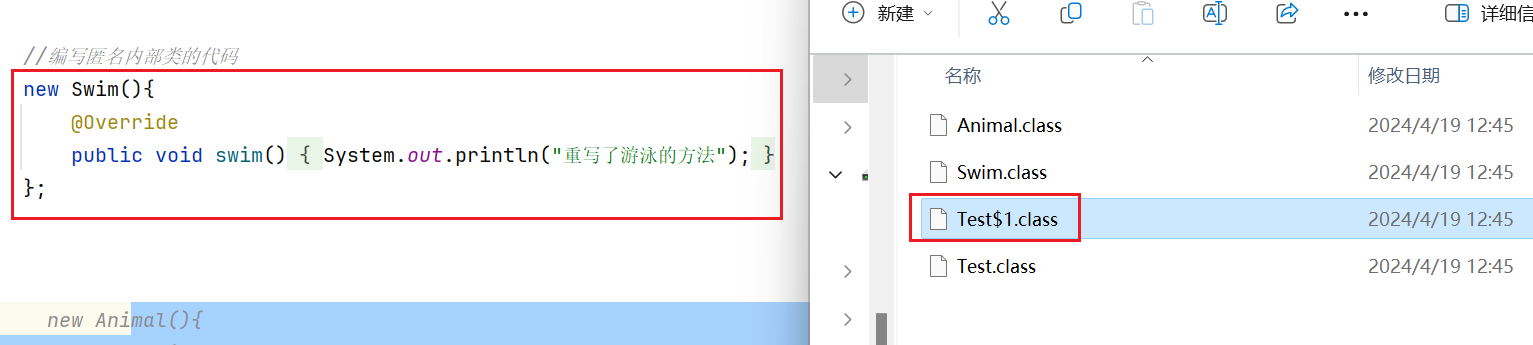 //编写匿名内部类的代码
new Swim(){
@Override
public void swim() { System.out.println("重写了游泳的方法"); }
};
new Animal(){
新建
详细信
名称 修改日期
Animal.class 2024/4/19 12:45
Swim.class 2024/4/19 12:45
Test$1.class 2024/4/19 12:45
Test.class 2024/4/19 12:45